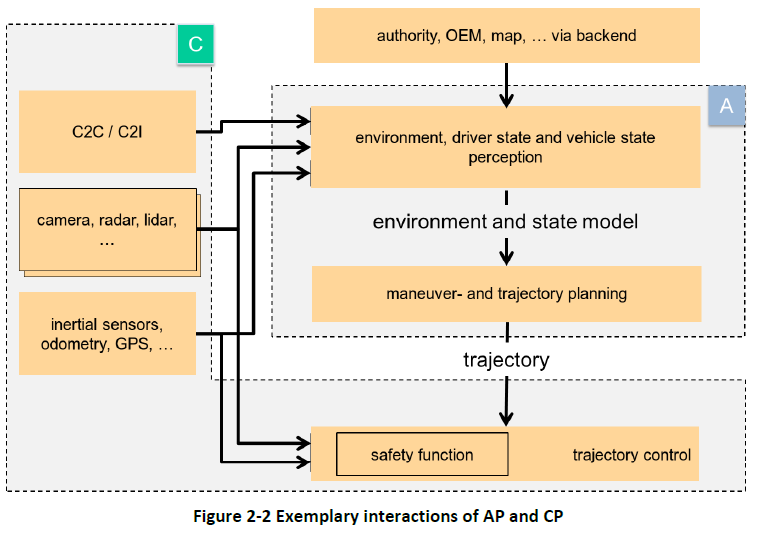 C
authority, OEM, map, … via backend
A
C2C / C2I
environment, driver state and vehicle state
perception
camera, radar, lidar,
…
environment and state model
inertial sensors,
odometry, GPS, …
maneuver- and trajectory planning
trajectory
safety function
trajectory control
Figure 2-2 Exemplary interactions of AP and CP